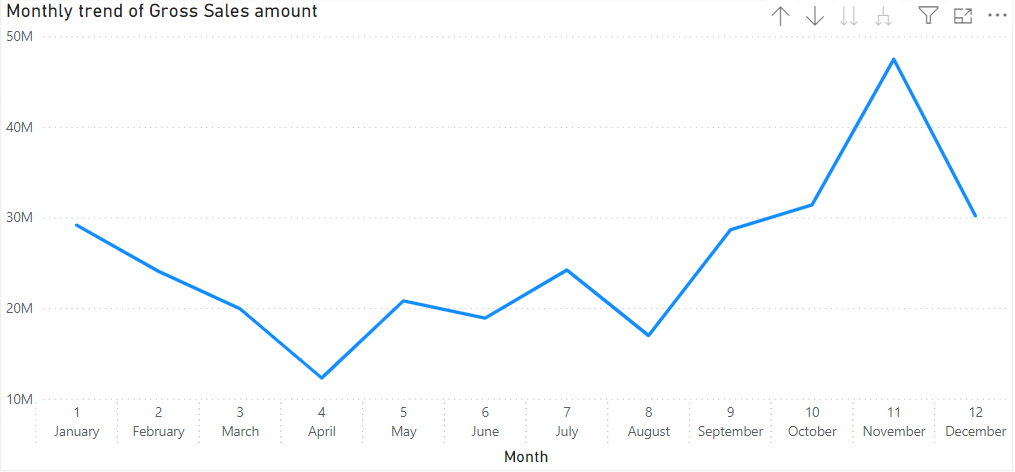 Monthly trend of Gross Sales amount
50M
40M
30M
20M
10M
1 2 3 4 5 6 7 8 9 10 11 12
January February March April May June July August September October November December
Month